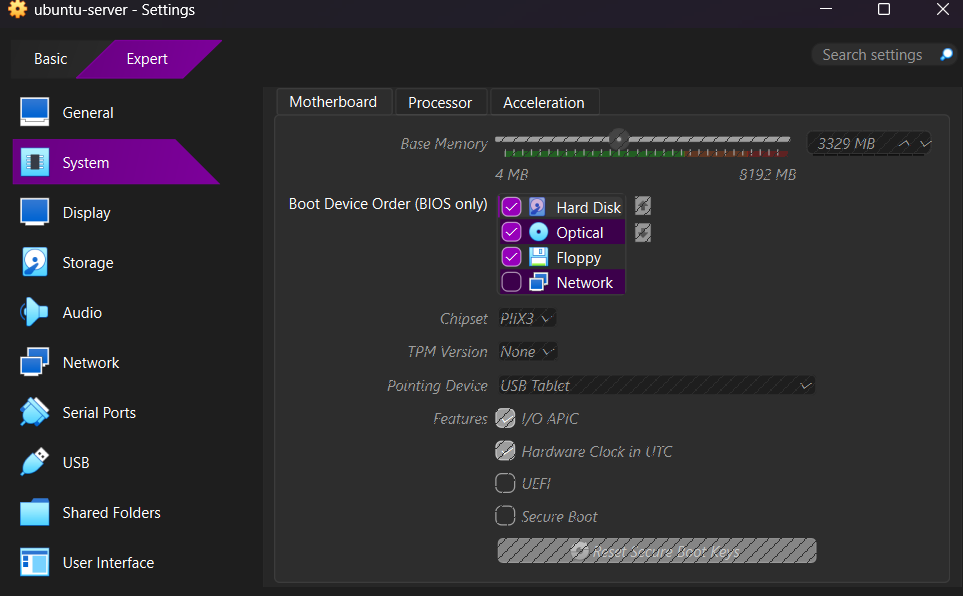 ubuntu-server - Settings
Basic
Expert
Search settings
General
System
Display
Storage
Audio
Network
Serial Ports
USB
Shared Folders
User Interface
Motherboard
Processor
Acceleration
Base Memory
3329 MB
4 MB
8192 MB
Boot Device Order (BIOS only)
Hard Disk
Optical
Floppy
Network
Chipset
PIIX3
TPM Version
None
Pointing Device
USB Tablet
Features
I/O APIC
Hardware Clock in UTC
UEFI
Secure Boot
Reset Secure Boot Keys